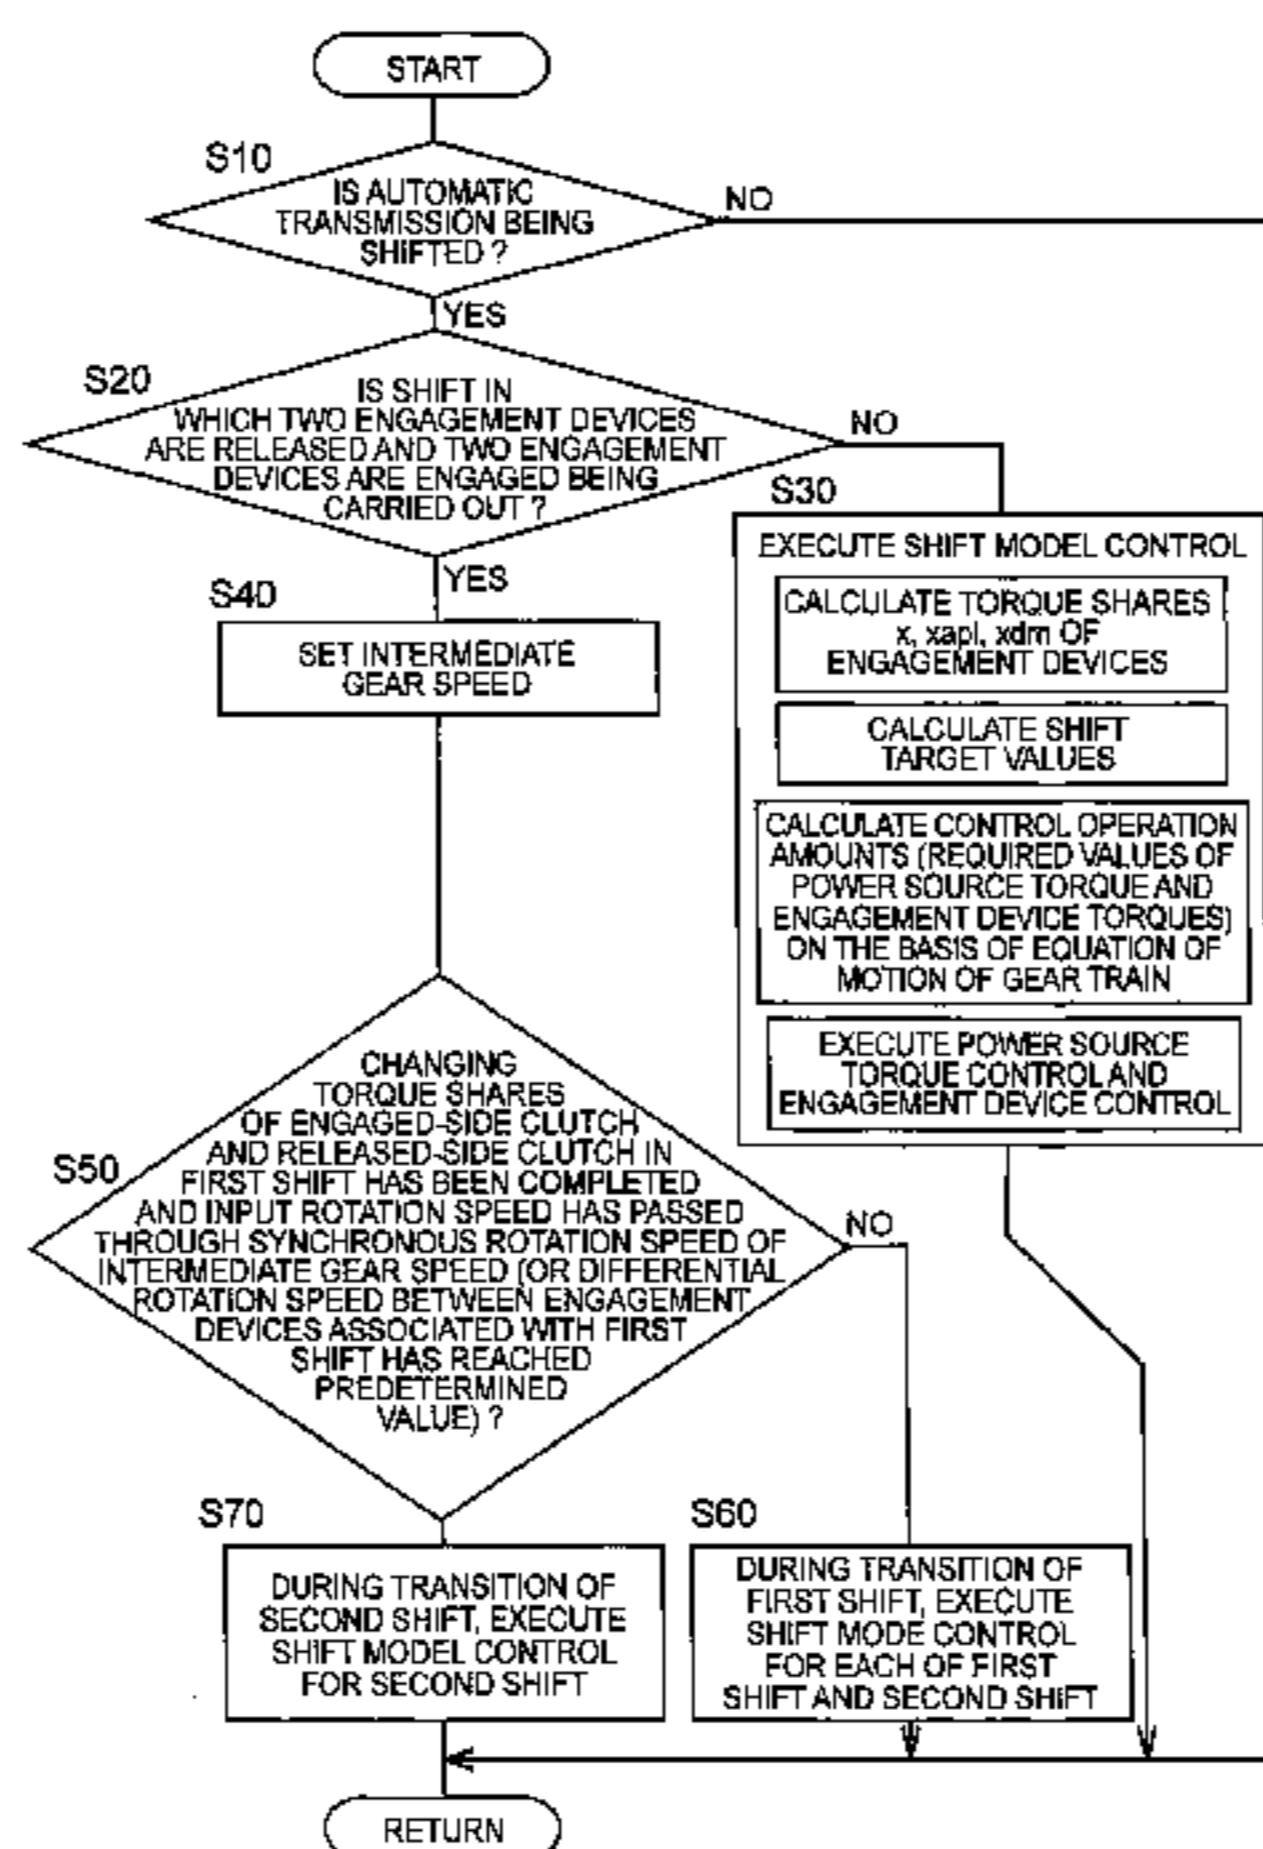 START
S10
IS AUTOMATIC
TRANSMISSION BEING
SHIFTED ?
NO
YES
S20
IS SHIFT IN
WHICH TWO ENGAGEMENT DEVICES
ARE RELEASED AND TWO ENGAGEMENT
DEVICES ARE ENGAGED BEING
CARRIED OUT ?
NO
YES
S30
EXECUTE SHIFT MODEL CONTROL
CALCULATE TORQUE SHARES
x, xapl, xdrn OF
ENGAGEMENT DEVICES
CALCULATE SHIFT
TARGET VALUES
CALCULATE CONTROL OPERATION
AMOUNTS (REQUIRED VALUES OF
POWER SOURCE TORQUE AND
ENGAGEMENT DEVICE TORQUES)
ON THE BASIS OF EQUATION OF
MOTION OF GEAR TRAIN
EXECUTE POWER SOURCE
TORQUE CONTROL AND
ENGAGEMENT DEVICE CONTROL
S40
SET INTERMEDIATE
GEAR SPEED
S50
CHANGING
TORQUE SHARES
OF ENGAGED-SIDE CLUTCH
AND RELEASED-SIDE CLUTCH IN
FIRST SHIFT HAS BEEN COMPLETED
AND INPUT ROTATION SPEED HAS PASSED
THROUGH SYNCHRONOUS ROTATION SPEED OF
INTERMEDIATE GEAR SPEED (OR DIFFERENTIAL
ROTATION SPEED BETWEEN ENGAGEMENT
DEVICES ASSOCIATED WITH FIRST
SHIFT HAS REACHED
PREDETERMINED
VALUE) ?
NO
S70
DURING TRANSITION OF
SECOND SHIFT, EXECUTE
SHIFT MODEL CONTROL
FOR SECOND SHIFT
S60
DURING TRANSITION OF
FIRST SHIFT, EXECUTE
SHIFT MODE CONTROL
FOR EACH OF FIRST
SHIFT AND SECOND SHIFT
RETURN